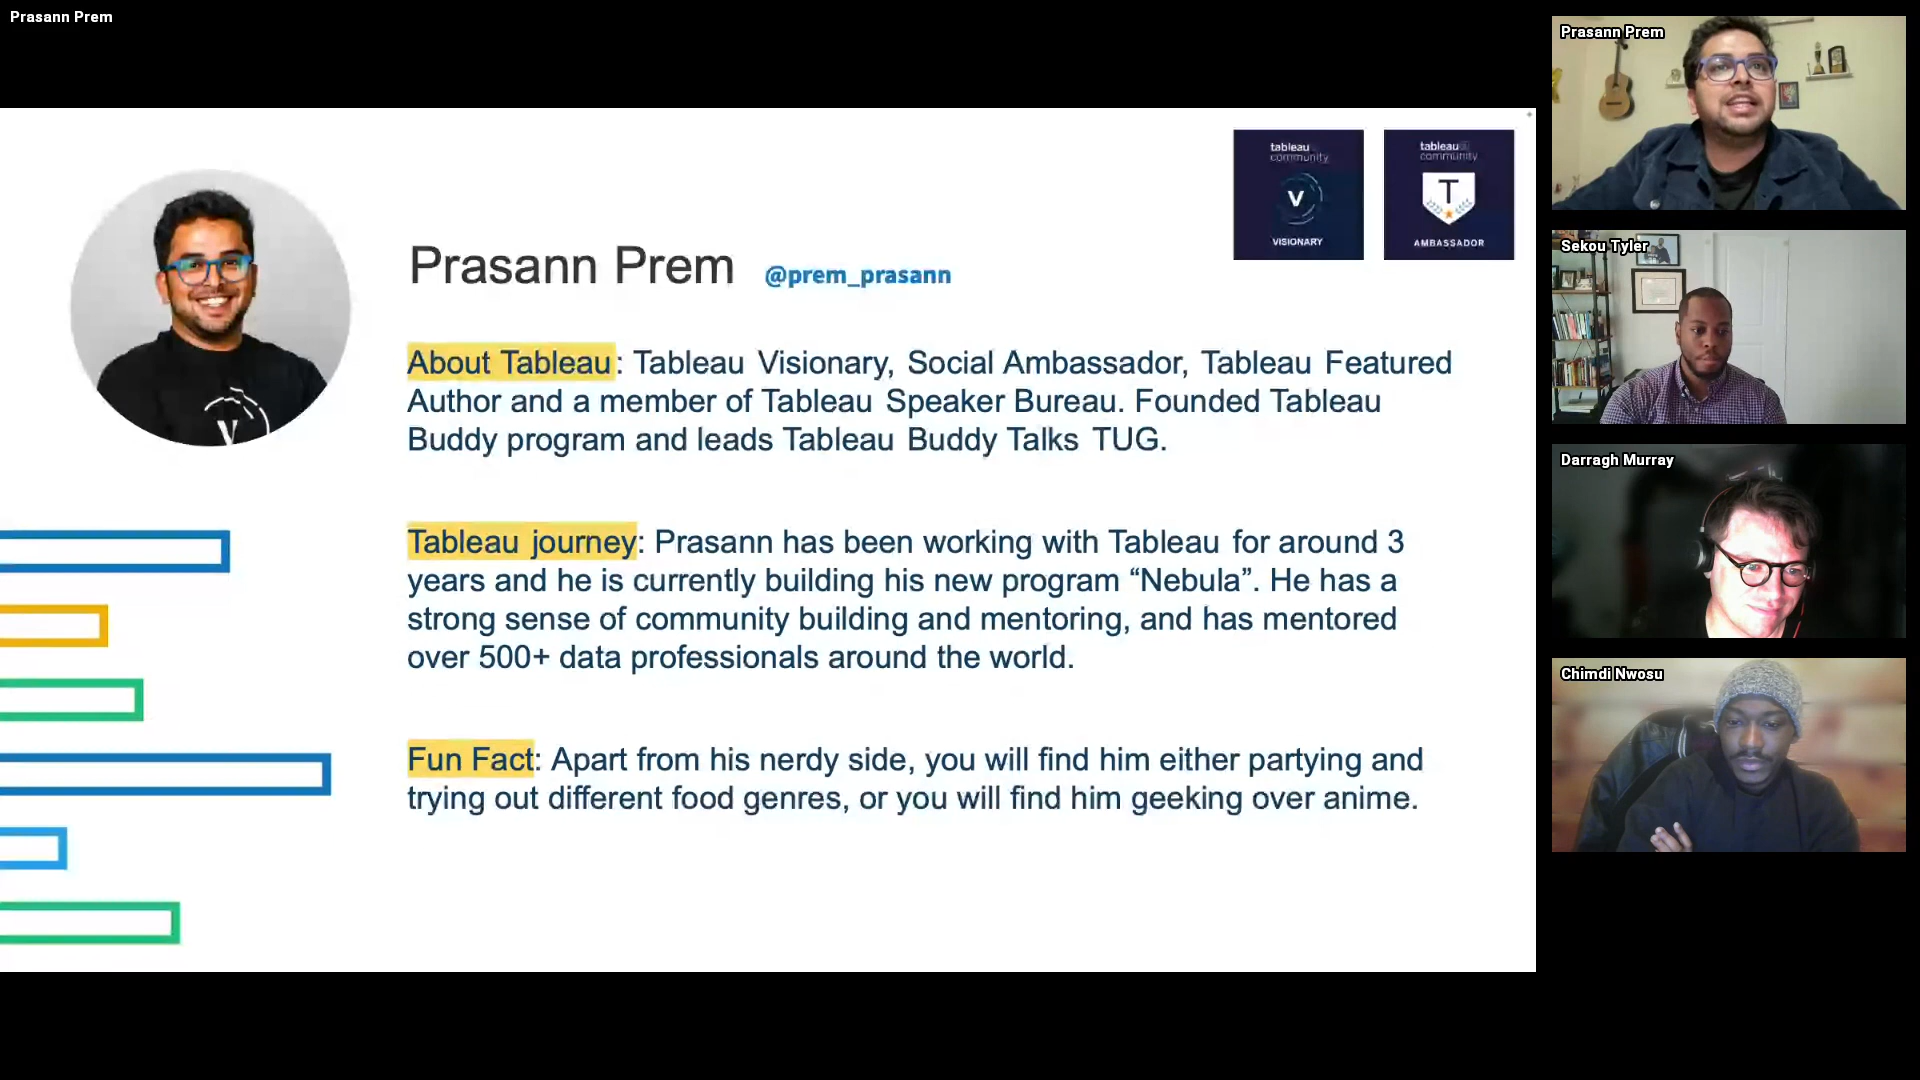 Prasann Prem
tableau
community
V
VISIONARY
tableau
community
T
AMBASSADOR
Prasann Prem @prem_prasann
About Tableau: Tableau Visionary, Social Ambassador, Tableau Featured
Author and a member of Tableau Speaker Bureau. Founded Tableau
Buddy program and leads Tableau Buddy Talks TUG.
Tableau journey: Prasann has been working with Tableau for around 3
years and he is currently building his new program “Nebula”. He has a
strong sense of community building and mentoring, and has mentored
over 500+ data professionals around the world.
Fun Fact: Apart from his nerdy side, you will find him either partying and
trying out different food genres, or you will find him geeking over anime.
V
Prasann Prem
Sekou Tyler
Darragh Murray
Chimdi Nwosu